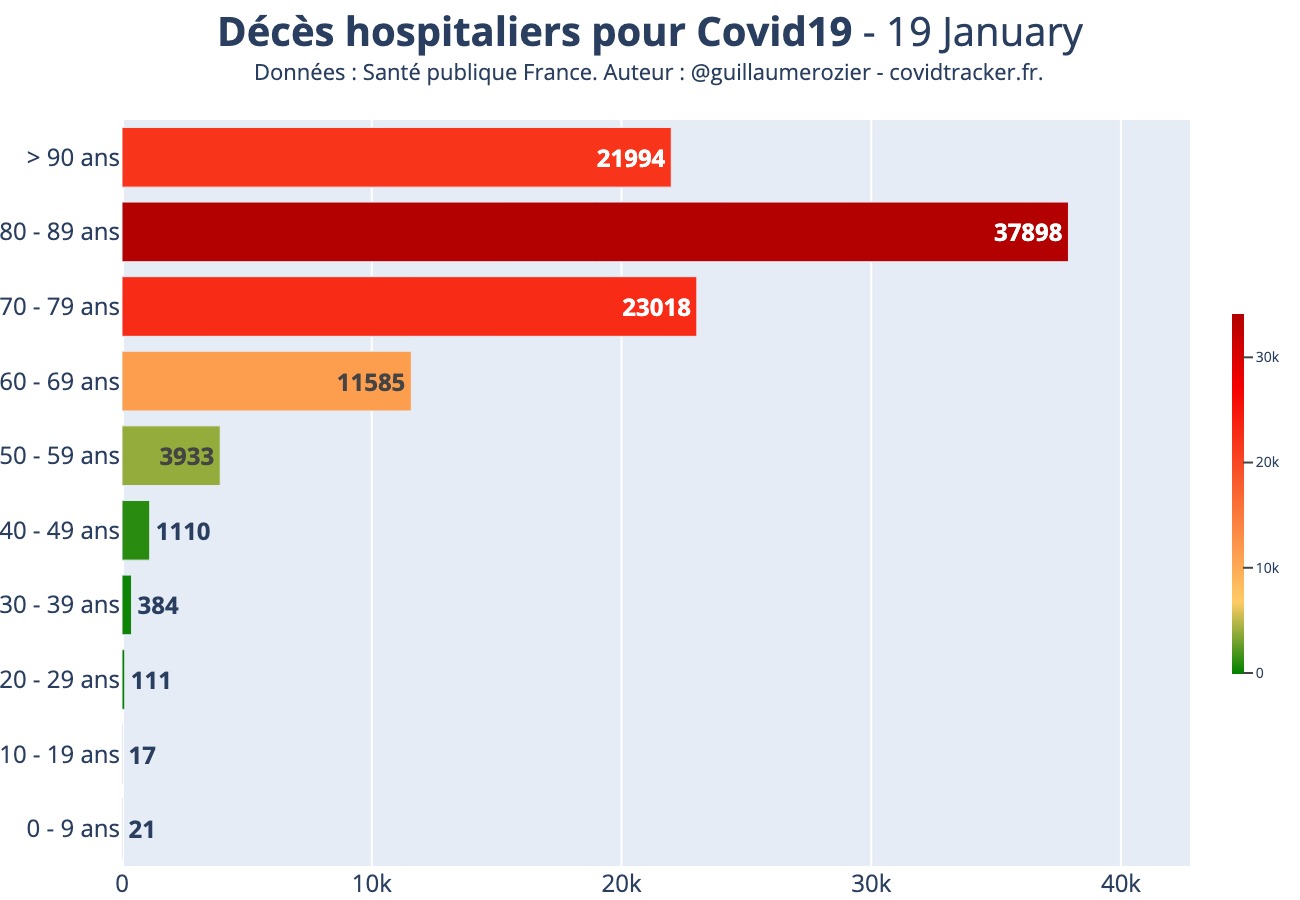 Décès hospitaliers pour Covid19 - 19 January
Données : Santé publique France. Auteur : @guillaumerozier - covidtracker.fr.
> 90 ans 21994
80 - 89 ans 37898
70 - 79 ans 23018
60 - 69 ans 11585
50 - 59 ans 3933
40 - 49 ans 1110
30 - 39 ans 384
20 - 29 ans 111
10 - 19 ans 17
0 - 9 ans 21
0 10k 20k 30k 40k
30k
20k
10k
0